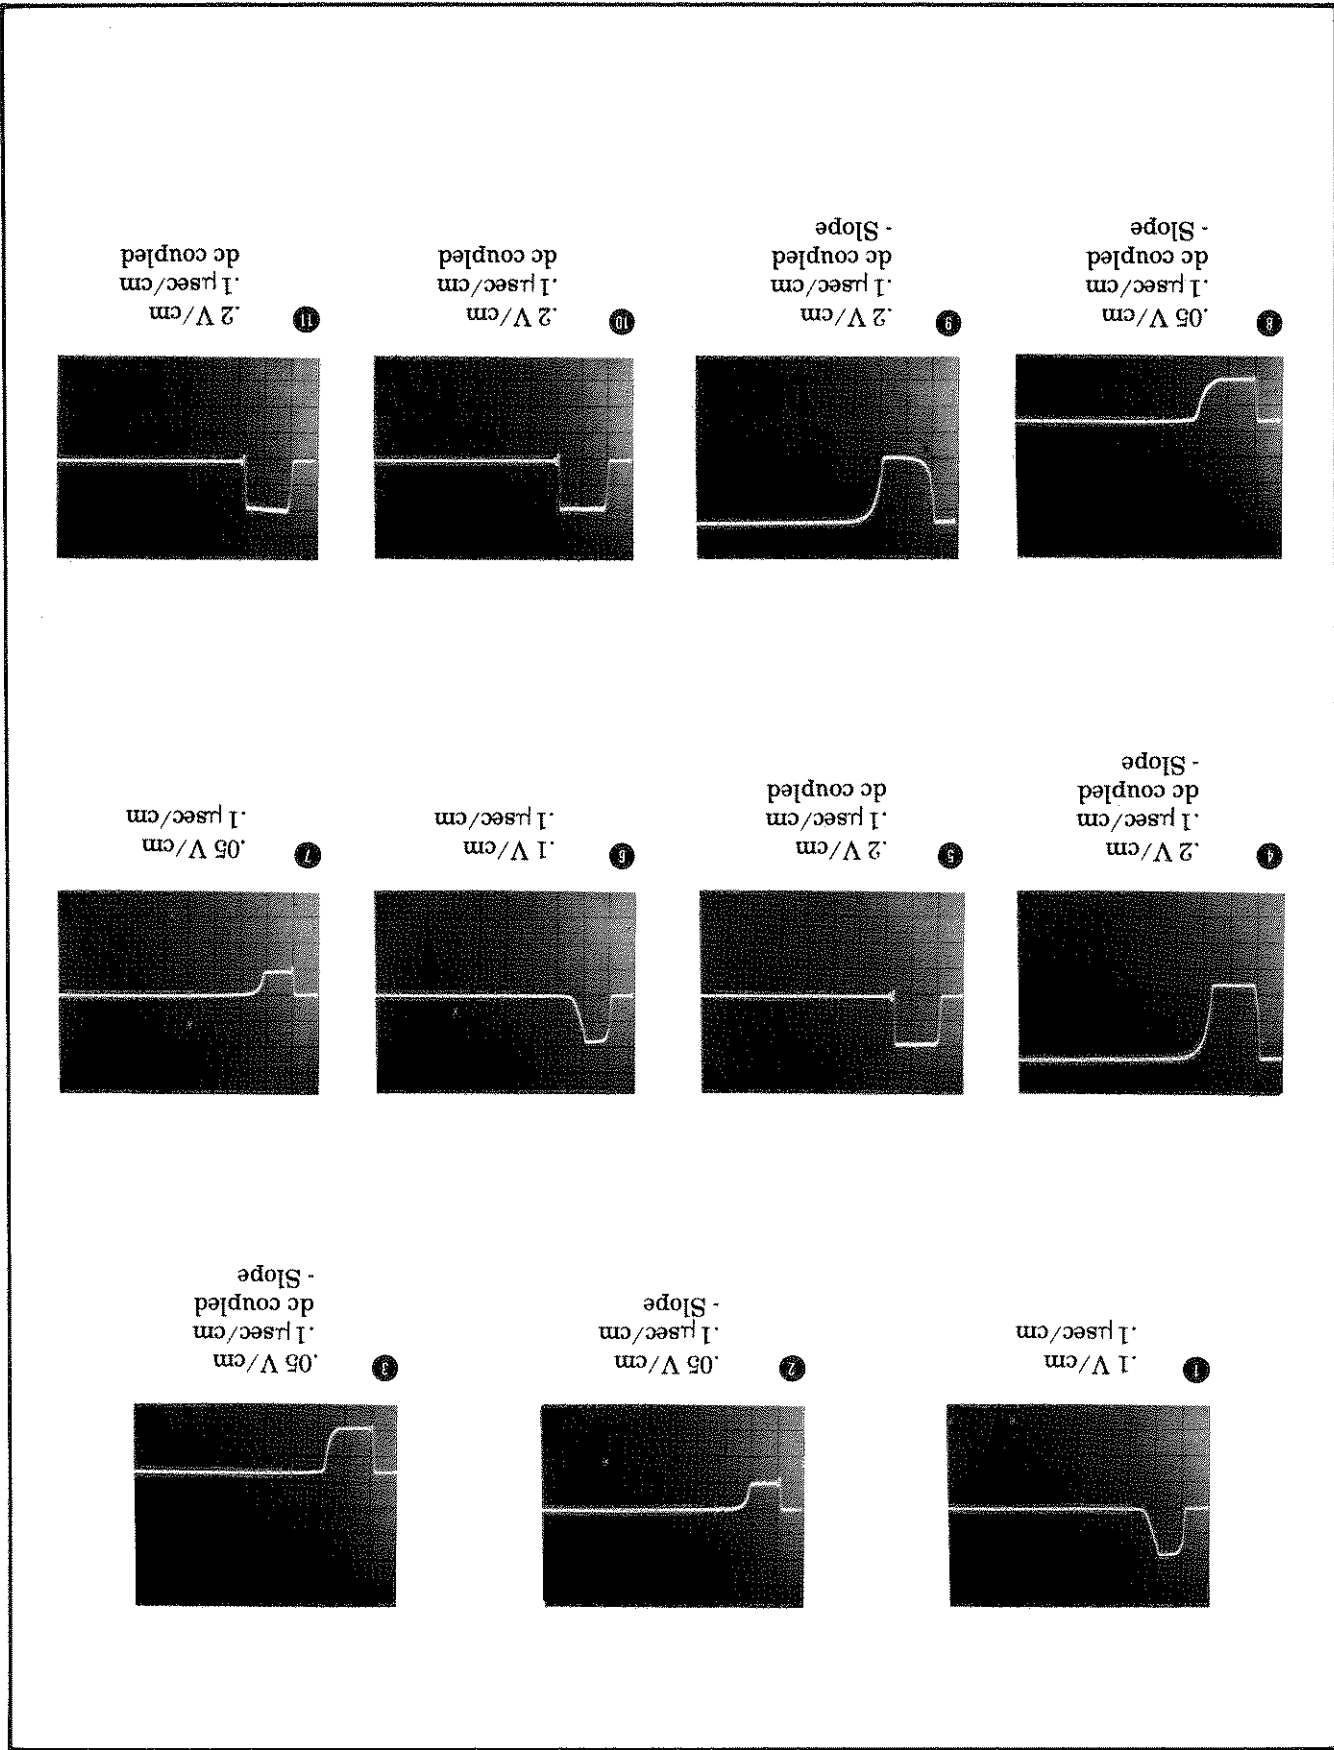 1
.1 V/cm
.1 μsec/cm
2
.05 V/cm
.1 μsec/cm
- Slope
3
.05 V/cm
.1 μsec/cm
dc coupled
- Slope
4
.2 V/cm
.1 μsec/cm
dc coupled
- Slope
5
.2 V/cm
.1 μsec/cm
dc coupled
6
.1 V/cm
.1 μsec/cm
7
.05 V/cm
.1 μsec/cm
8
.05 V/cm
.1 μsec/cm
dc coupled
- Slope
9
.2 V/cm
.1 μsec/cm
dc coupled
- Slope
10
.2 V/cm
.1 μsec/cm
dc coupled
11
.2 V/cm
.1 μsec/cm
dc coupled